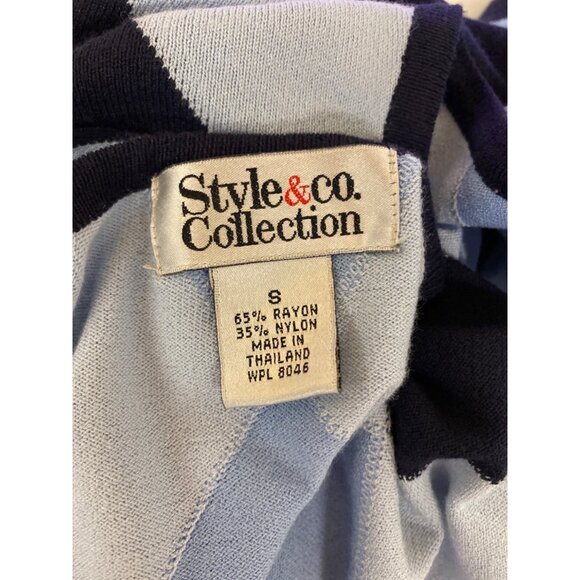 Style&co.
Collection
S
65% RAYON
35% NYLON
MADE IN
THAILAND
WPL 8046